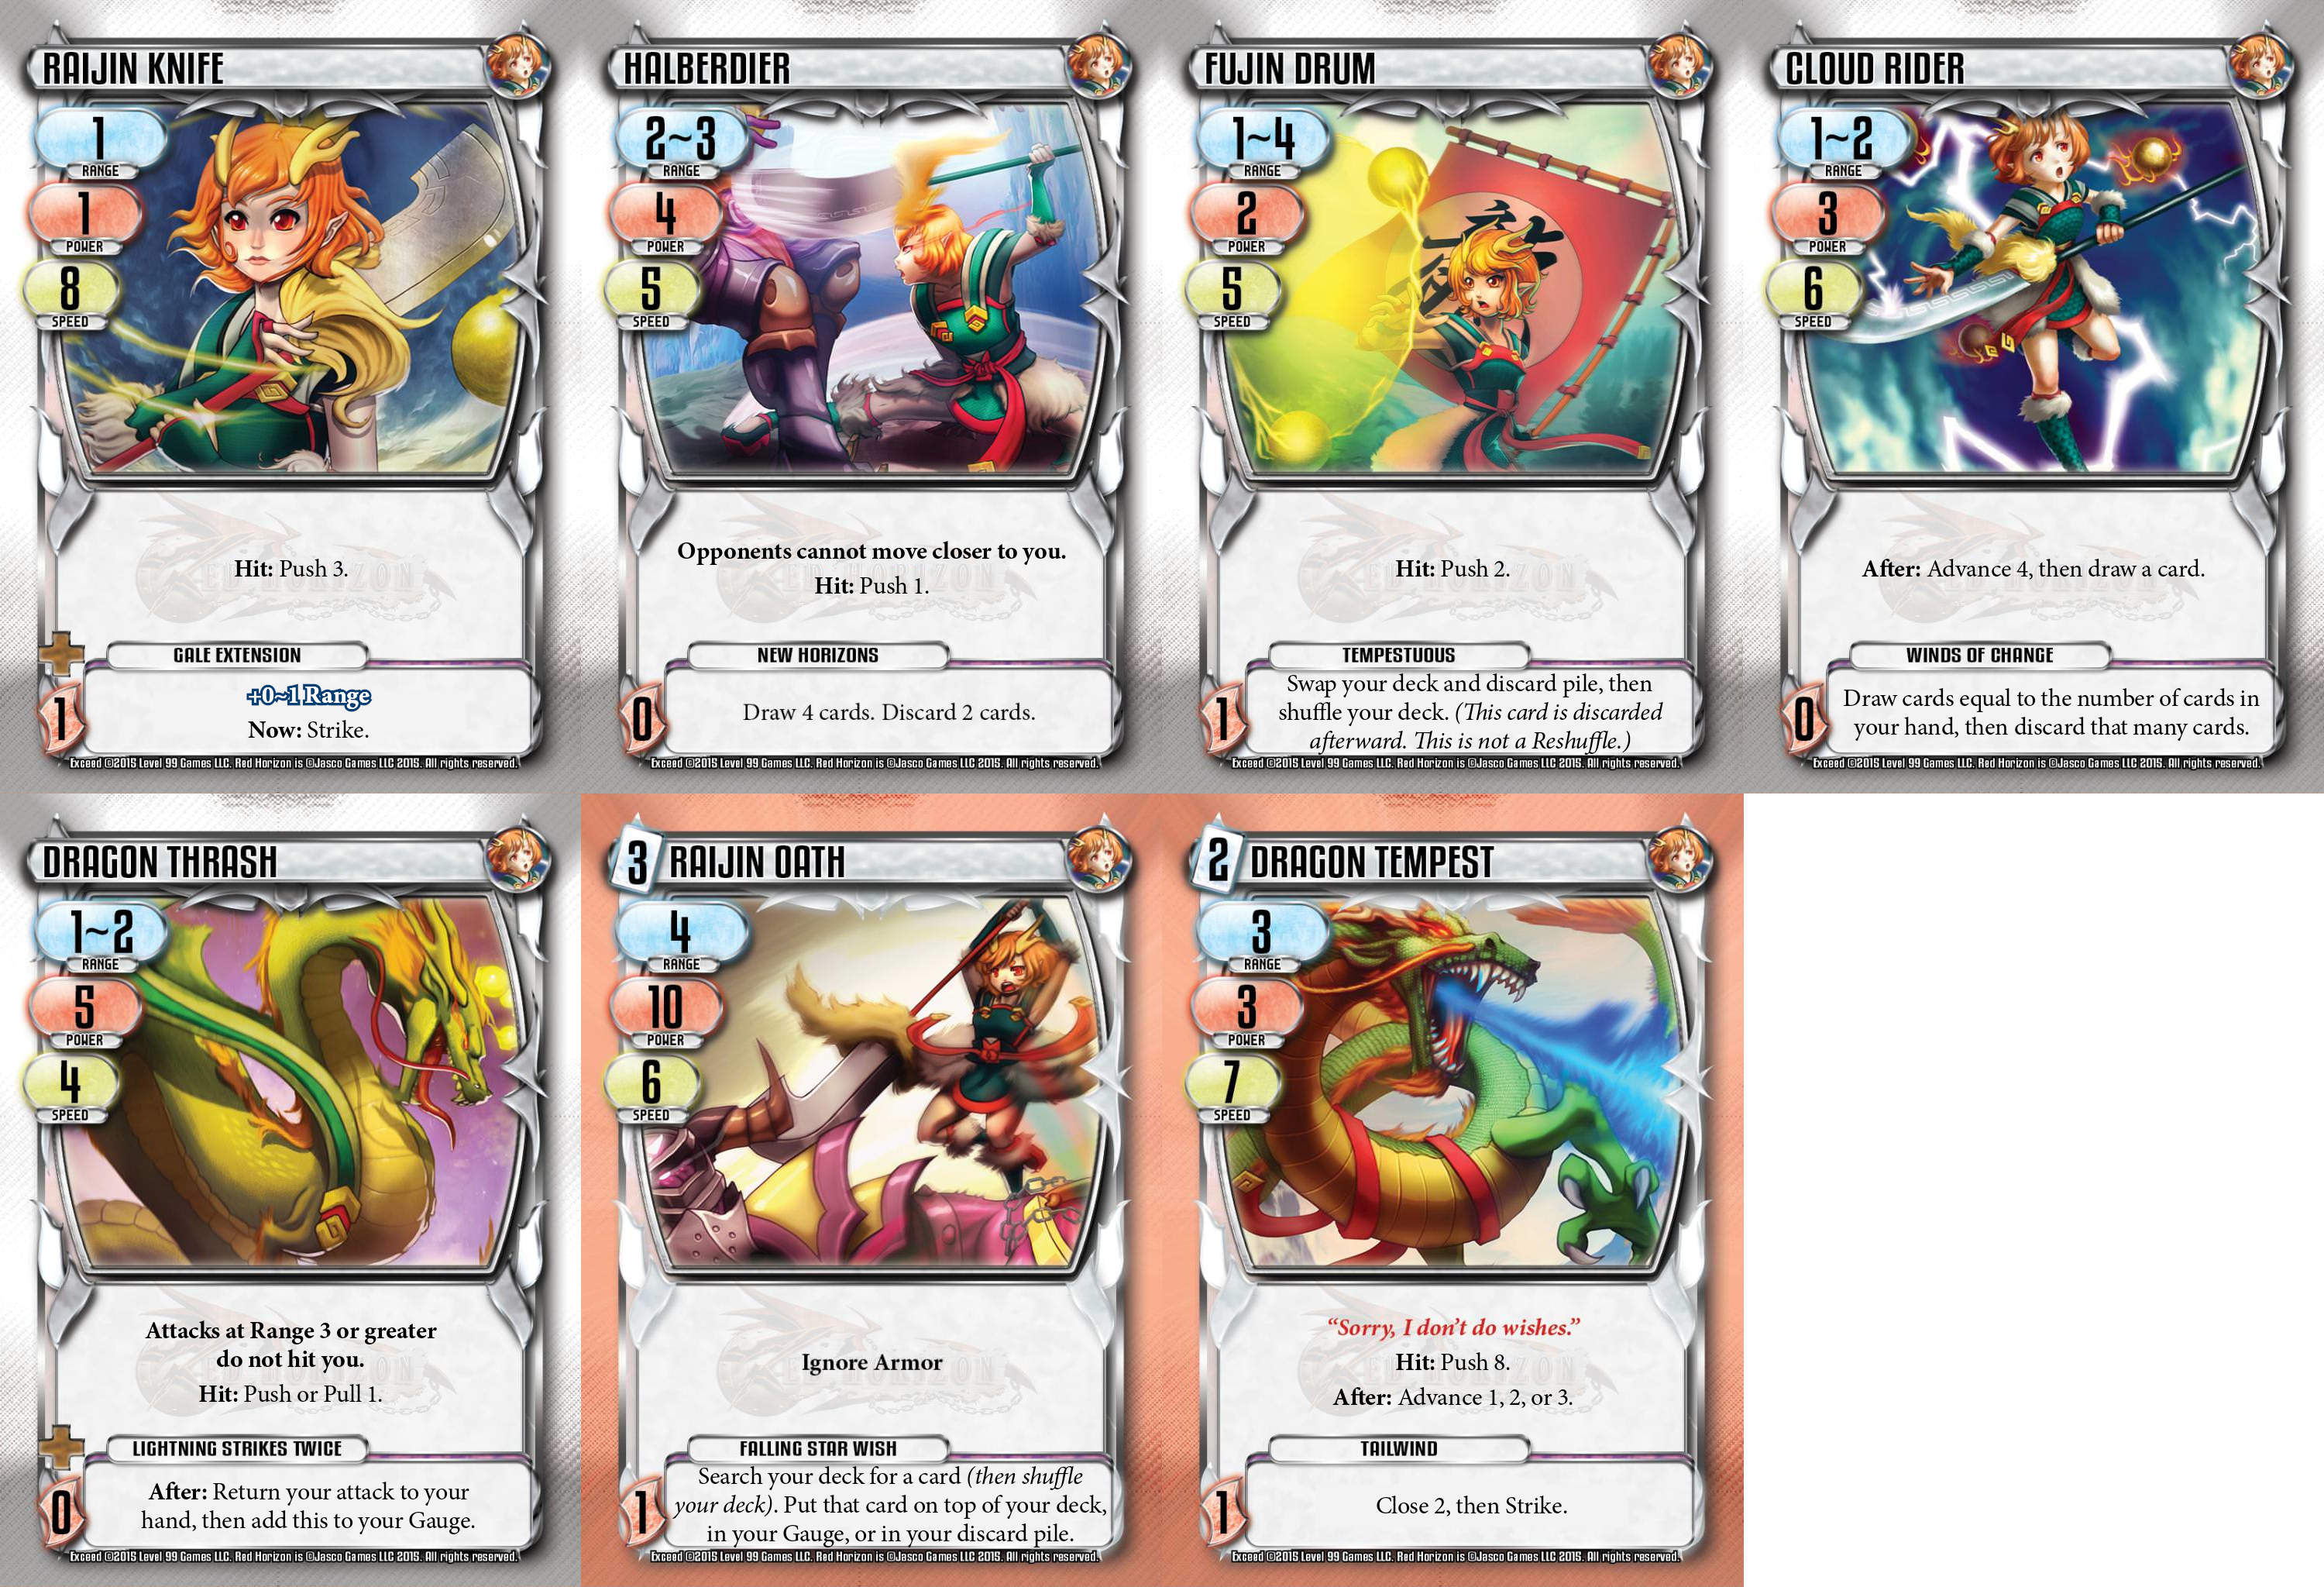 RAIJIN KNIFE
1
RANGE
1
POWER
8
SPEED
Hit: Push 3.
GALE EXTENSION
1
+0~1 Range
Now: Strike.
Exceed ©2015 Level 99 Games LLC. Red Horizon is ©Jasco Games LLC 2015. All rights reserved.
HALBERDIER
2~3
RANGE
4
POWER
5
SPEED
Opponents cannot move closer to you.
Hit: Push 1.
NEW HORIZONS
0
Draw 4 cards. Discard 2 cards.
Exceed ©2015 Level 99 Games LLC. Red Horizon is ©Jasco Games LLC 2015. All rights reserved.
FUJIN DRUM
1~4
RANGE
2
POWER
5
SPEED
Hit: Push 2.
TEMPESTUOUS
1
Swap your deck and discard pile, then
shuffle your deck. (This card is discarded
afterward. This is not a Reshuffle.)
Exceed ©2015 Level 99 Games LLC. Red Horizon is ©Jasco Games LLC 2015. All rights reserved.
CLOUD RIDER
1~2
RANGE
3
POWER
6
SPEED
After: Advance 4, then draw a card.
WINDS OF CHANGE
0
Draw cards equal to the number of cards in
your hand, then discard that many cards.
Exceed ©2015 Level 99 Games LLC. Red Horizon is ©Jasco Games LLC 2015. All rights reserved.
DRAGON THRASH
1~2
RANGE
5
POWER
4
SPEED
Attacks at Range 3 or greater
do not hit you.
Hit: Push or Pull 1.
LIGHTNING STRIKES TWICE
0
After: Return your attack to your
hand, then add this to your Gauge.
Exceed ©2015 Level 99 Games LLC. Red Horizon is ©Jasco Games LLC 2015. All rights reserved.
3 RAIJIN OATH
4
RANGE
10
POWER
6
SPEED
Ignore Armor
FALLING STAR WISH
1
Search your deck for a card (then shuffle
your deck). Put that card on top of your deck,
in your Gauge, or in your discard pile.
Exceed ©2015 Level 99 Games LLC. Red Horizon is ©Jasco Games LLC 2015. All rights reserved.
2 DRAGON TEMPEST
3
RANGE
3
POWER
7
SPEED
“Sorry, I don’t do wishes.”
Hit: Push 8.
After: Advance 1, 2, or 3.
TAILWIND
1
Close 2, then Strike.
Exceed ©2015 Level 99 Games LLC. Red Horizon is ©Jasco Games LLC 2015. All rights reserved.